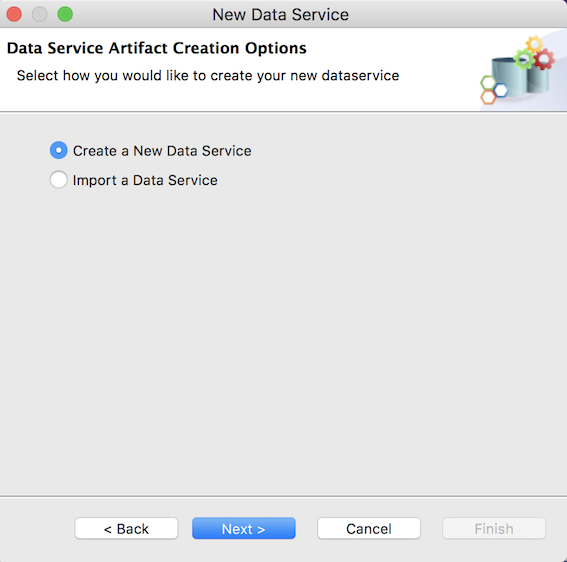 New Data Service
Data Service Artifact Creation Options
Select how you would like to create your new dataservice
Create a New Data Service
Import a Data Service
< Back Next > Cancel Finish